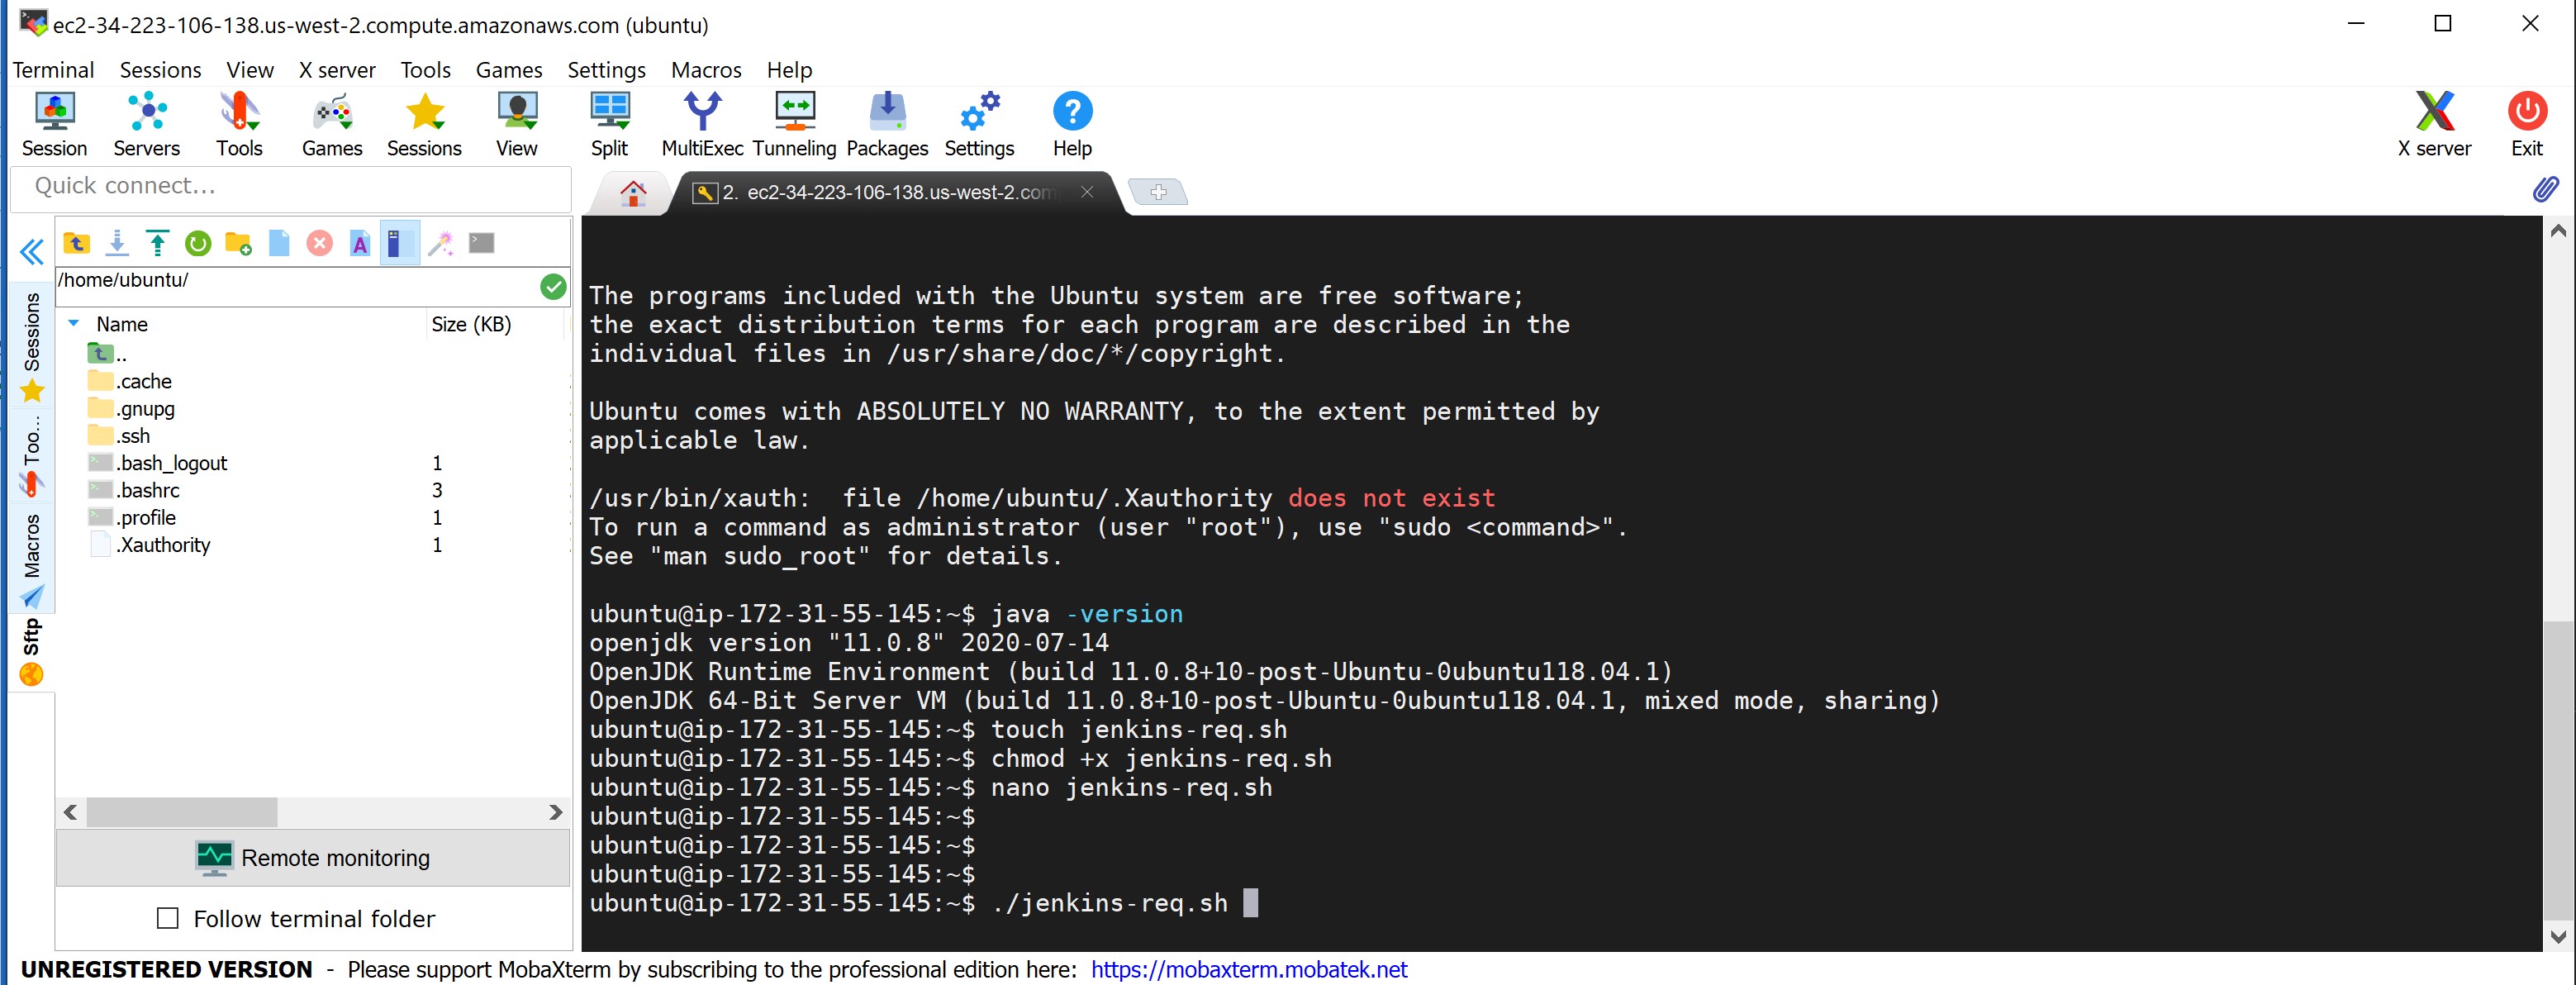 ec2-34-223-106-138.us-west-2.compute.amazonaws.com (ubuntu)
Terminal Sessions View X server Tools Games Settings Macros Help
Session Servers Tools Games Sessions View Split MultiExec Tunneling Packages Settings Help X server Exit
Quick connect...
2. ec2-34-223-106-138.us-west-2.com
/home/ubuntu/
Name Size (KB)
..
.cache
.gnupg
.ssh
.bash_logout 1
.bashrc 3
.profile 1
.Xauthority 1
Sessions
Too...
Macros
Sftp
Remote monitoring
Follow terminal folder
The programs included with the Ubuntu system are free software;
the exact distribution terms for each program are described in the
individual files in /usr/share/doc/*/copyright.
Ubuntu comes with ABSOLUTELY NO WARRANTY, to the extent permitted by
applicable law.
/usr/bin/xauth:  file /home/ubuntu/.Xauthority does not exist
To run a command as administrator (user "root"), use "sudo <command>".
See "man sudo_root" for details.
ubuntu@ip-172-31-55-145:~$ java -version
openjdk version "11.0.8" 2020-07-14
OpenJDK Runtime Environment (build 11.0.8+10-post-Ubuntu-0ubuntu118.04.1)
OpenJDK 64-Bit Server VM (build 11.0.8+10-post-Ubuntu-0ubuntu118.04.1, mixed mode, sharing)
ubuntu@ip-172-31-55-145:~$ touch jenkins-req.sh
ubuntu@ip-172-31-55-145:~$ chmod +x jenkins-req.sh
ubuntu@ip-172-31-55-145:~$ nano jenkins-req.sh
ubuntu@ip-172-31-55-145:~$
ubuntu@ip-172-31-55-145:~$
ubuntu@ip-172-31-55-145:~$
ubuntu@ip-172-31-55-145:~$ ./jenkins-req.sh
UNREGISTERED VERSION - Please support MobaXterm by subscribing to the professional edition here: https://mobaxterm.mobatek.net